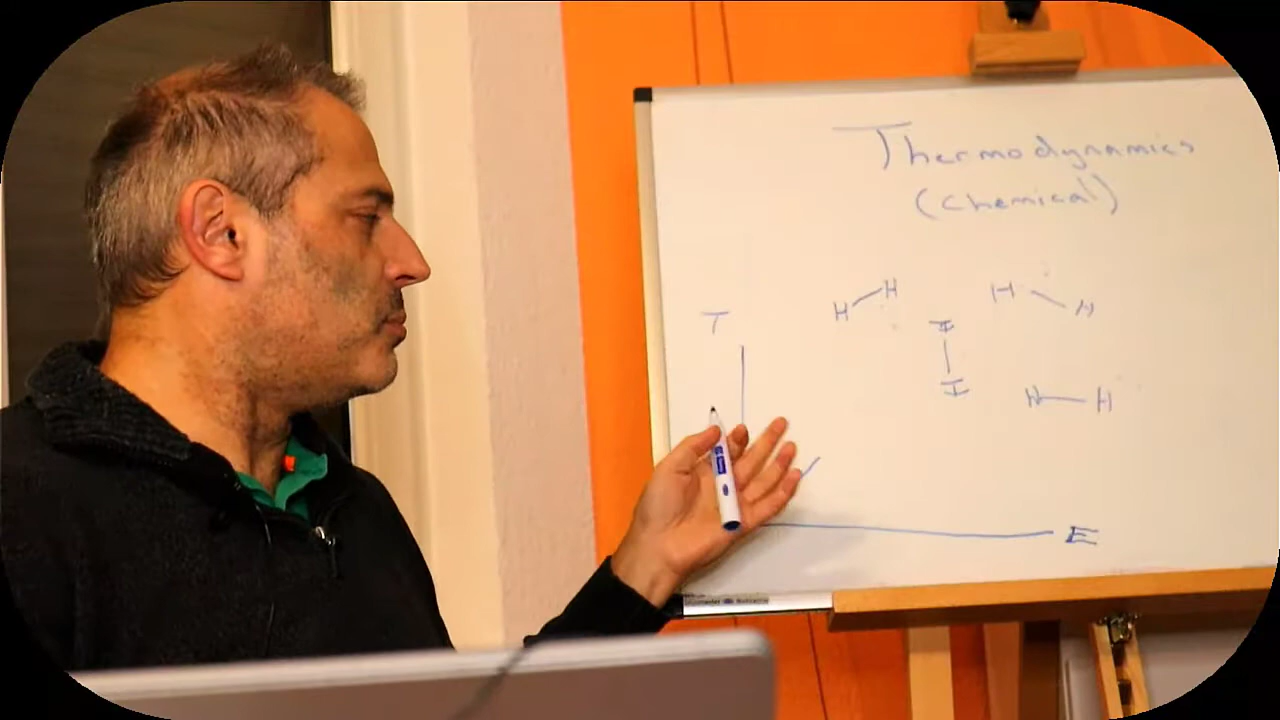 Thermodynamics
(Chemical)
H H
H H
T
I
I
H H
E